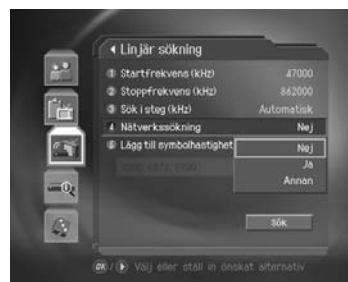 Linjär sökning
1 Startfrekvens (kHz) 47000
2 Stoppfrekvens (kHz) 862000
3 Sök i steg (kHz) Automatisk
4 Nätverkssökning Nej
5 Lägg till symbolhastighet
Nej
Ja
Annan
Sök
OK / Välj eller ställ in önskat alternativ